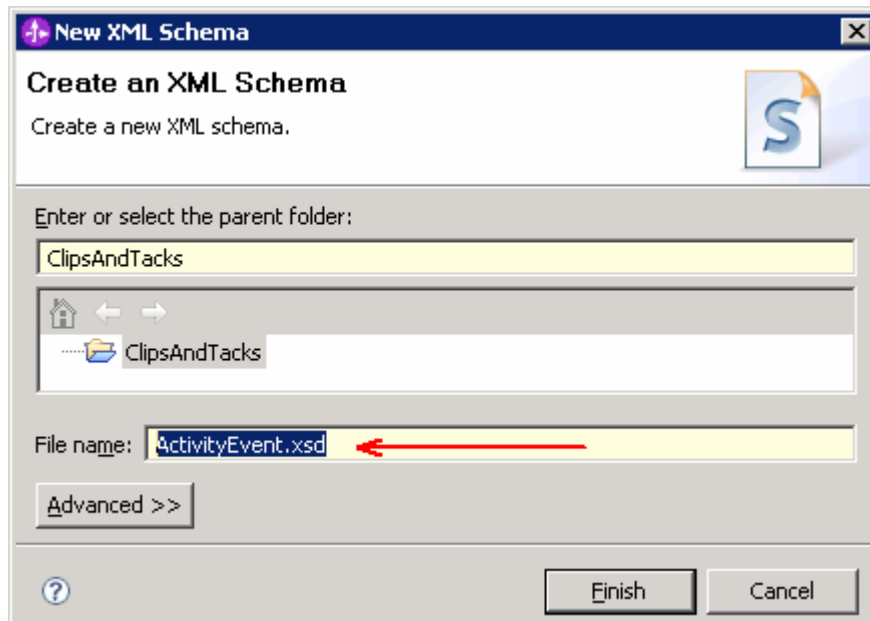 New XML Schema
Create an XML Schema
Create a new XML schema.
Enter or select the parent folder:
ClipsAndTacks
ClipsAndTacks
File name: ActivityEvent.xsd
Advanced >>
Finish Cancel